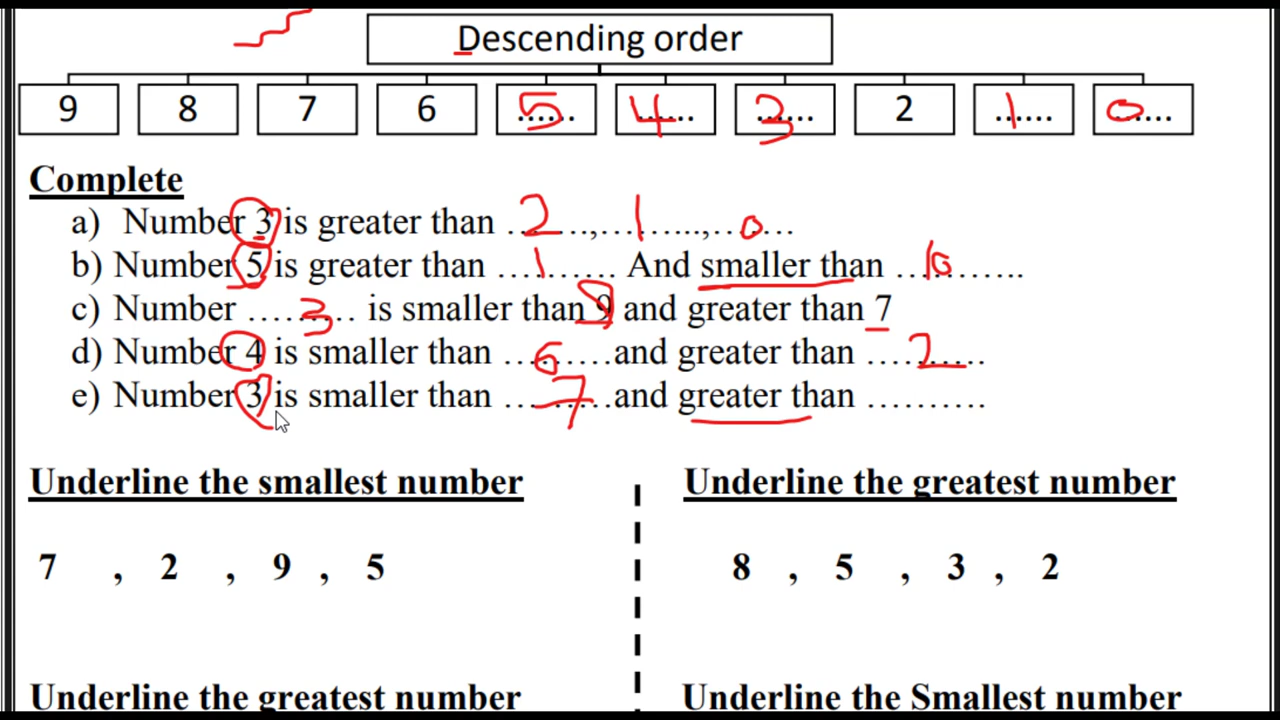 Descending order
9 8 7 6 ..5.... ..4.... ..3.... 2 ..1.... ..0....
Complete
a) Number 3 is greater than ...2...,...1.....,...0......
b) Number 5 is greater than ....1...... And smaller than ....10........
c) Number ....3..... is smaller than 9 and greater than 7
d) Number 4 is smaller than ....6.....and greater than ....2......
e) Number 3 is smaller than ....7.....and greater than ..........
Underline the smallest number Underline the greatest number
7 , 2 , 9 , 5 8 , 5 , 3 , 2
Underline the greatest number Underline the Smallest number